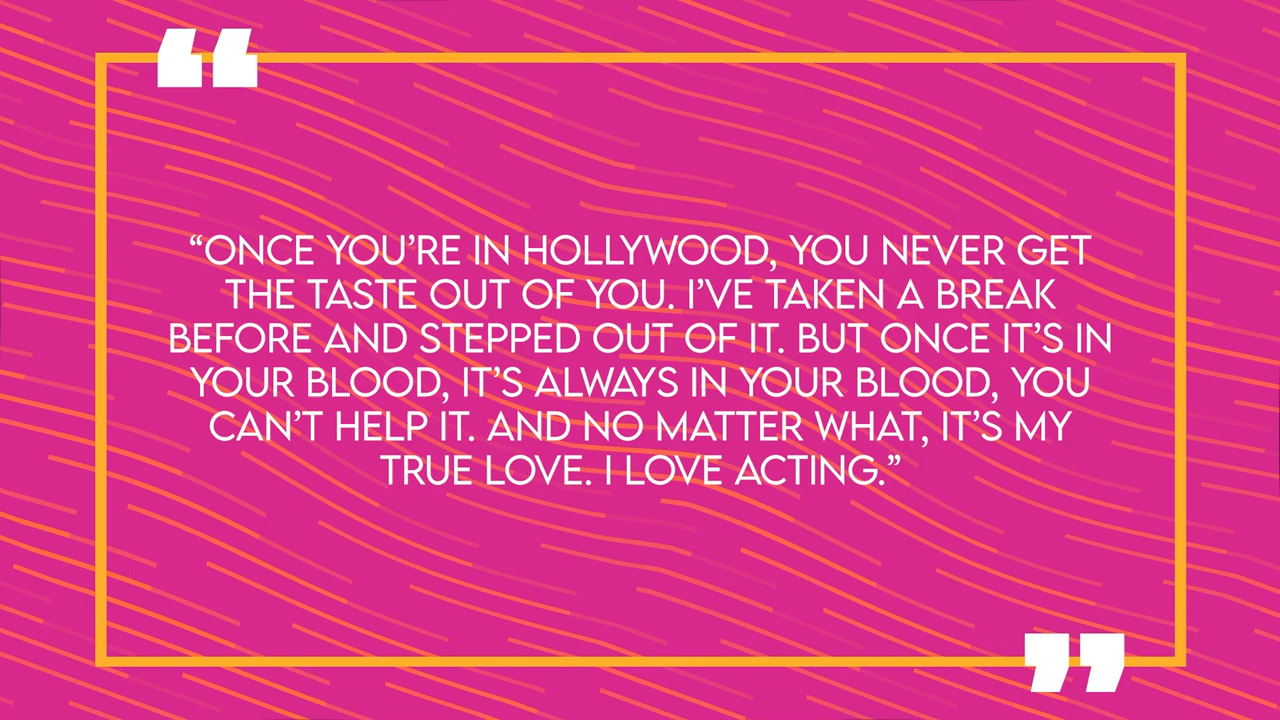 “ONCE YOU’RE IN HOLLYWOOD, YOU NEVER GET
THE TASTE OUT OF YOU. I’VE TAKEN A BREAK
BEFORE AND STEPPED OUT OF IT. BUT ONCE IT’S IN
YOUR BLOOD, IT’S ALWAYS IN YOUR BLOOD, YOU
CAN’T HELP IT. AND NO MATTER WHAT, IT’S MY
TRUE LOVE. I LOVE ACTING.”